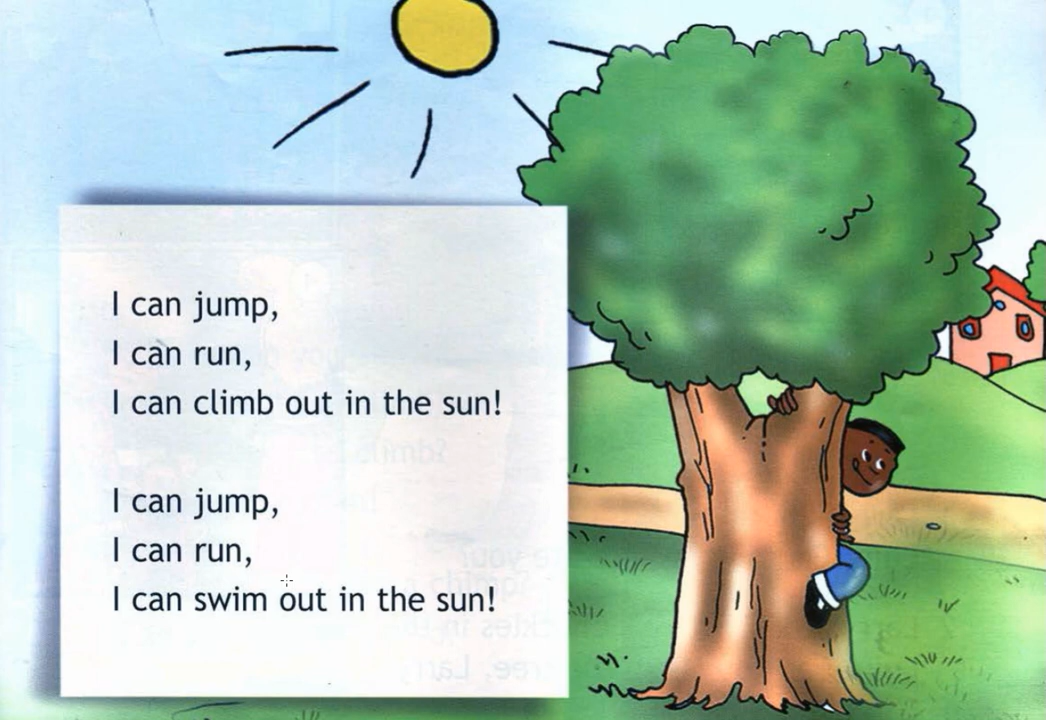 I can jump,
I can run,
I can climb out in the sun!
I can jump,
I can run,
I can swim out in the sun!